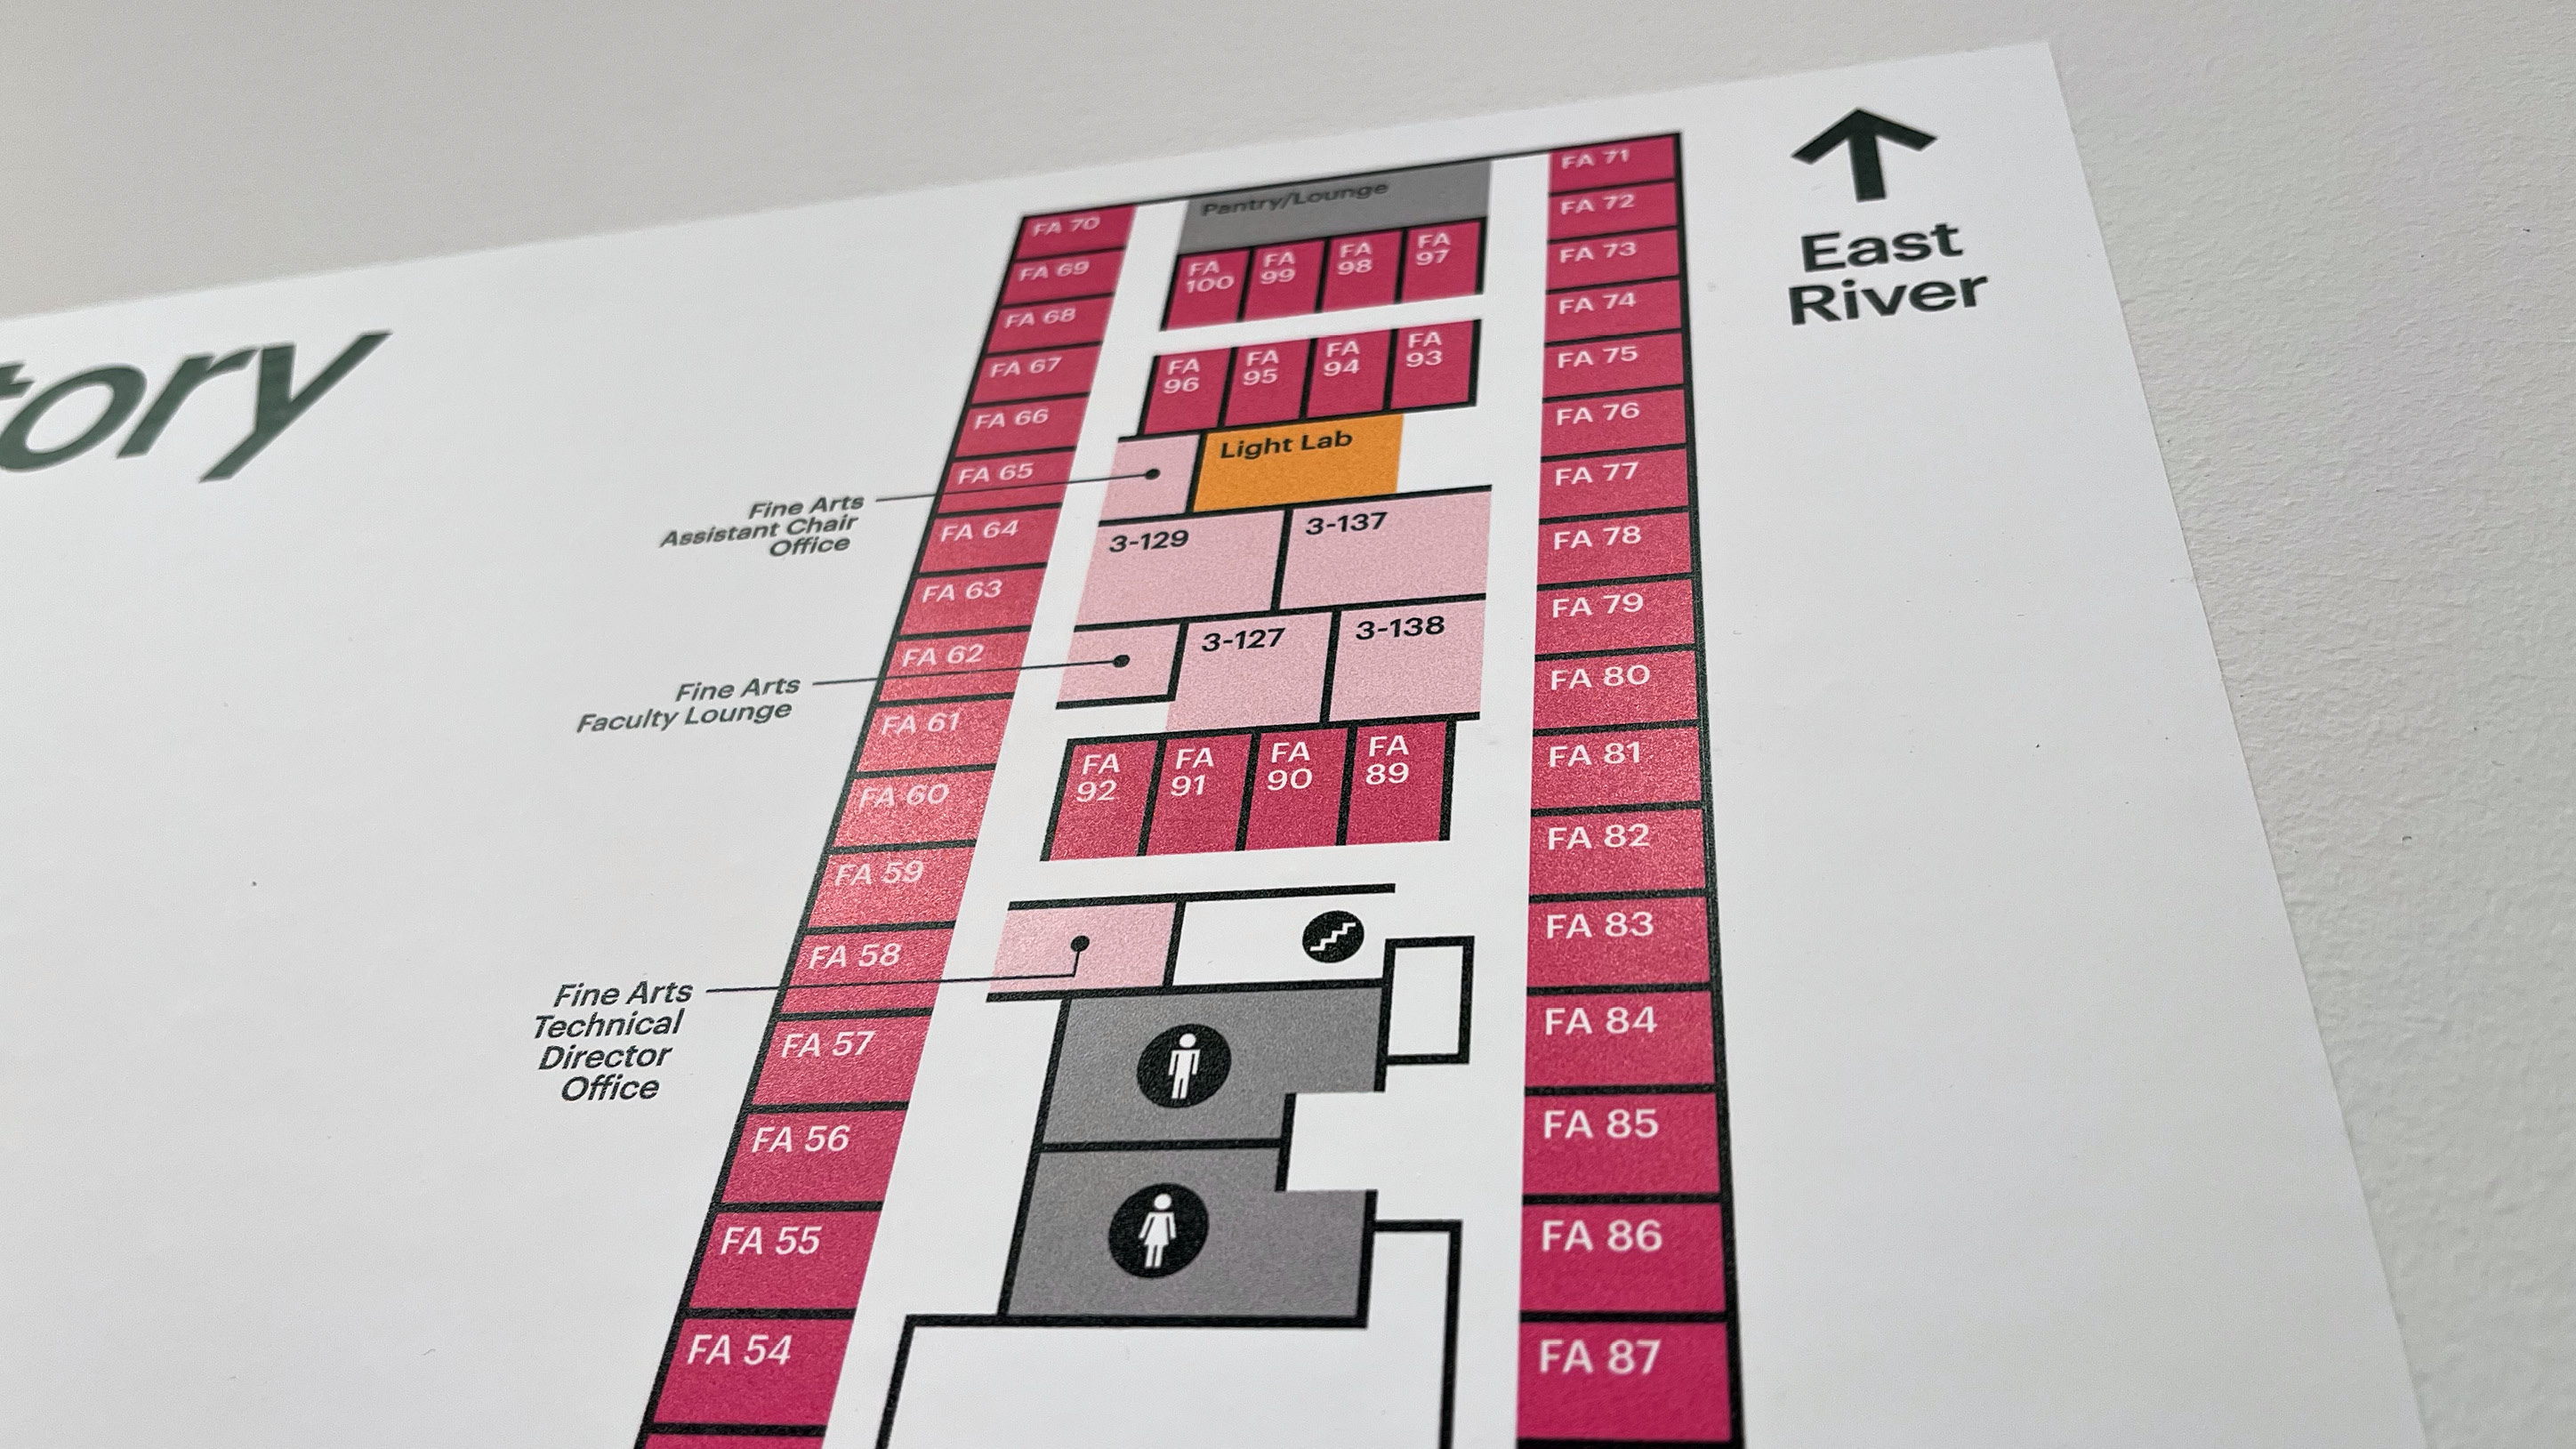 tory
East
River
Pantry/Lounge
FA 70
FA 69
FA 68
FA 67
FA 66
FA 65
FA 64
FA 63
FA 62
FA 61
FA 60
FA 59
FA 58
FA 57
FA 56
FA 55
FA 54
FA
100
FA
99
FA
98
FA
97
FA
96
FA
95
FA
94
FA
93
Light Lab
3-129
3-137
3-127
3-138
FA
92
FA
91
FA
90
FA
89
Fine Arts
Assistant Chair
Office
Fine Arts
Faculty Lounge
Fine Arts
Technical
Director
Office
FA 71
FA 72
FA 73
FA 74
FA 75
FA 76
FA 77
FA 78
FA 79
FA 80
FA 81
FA 82
FA 83
FA 84
FA 85
FA 86
FA 87